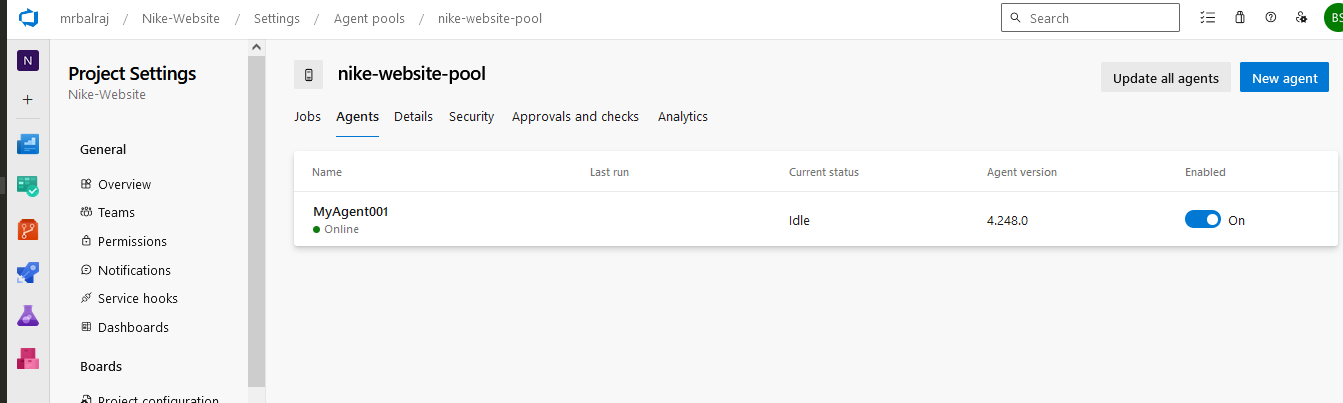 mrbalraj / Nike-Website / Settings / Agent pools / nike-website-pool
Search
BS
N
Project Settings
Nike-Website
General
Overview
Teams
Permissions
Notifications
Service hooks
Dashboards
Boards
Project configuration
nike-website-pool
Update all agents
New agent
Jobs Agents Details Security Approvals and checks Analytics
Name Last run Current status Agent version Enabled
MyAgent001 Idle 4.248.0 On
Online